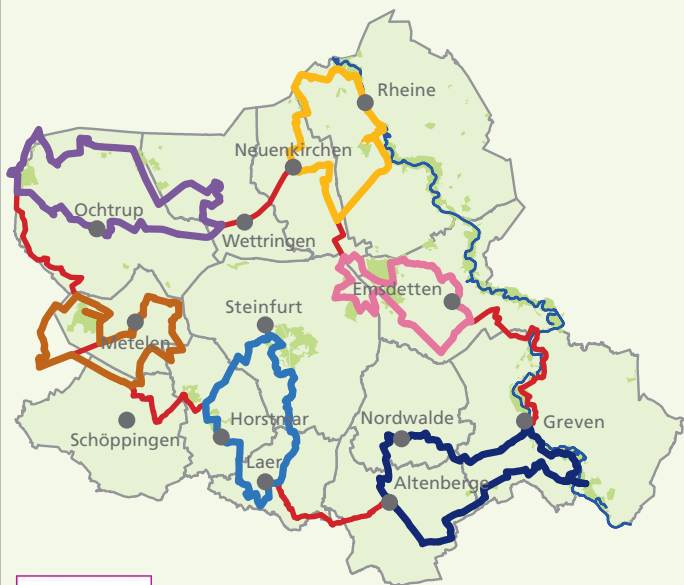 Rheine
Neuenkirchen
Ochtrup
Wettringen
Emsdetten
Steinfurt
Metelen
Horstmar
Nordwalde
Greven
Schöppingen
Laer
Altenberge